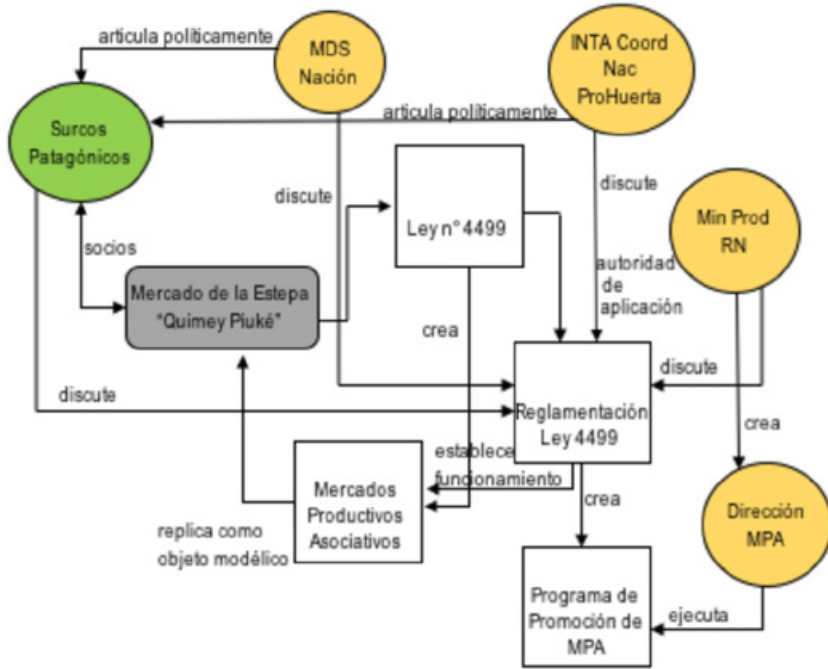 articula políticamente
MDS
Nación
INTA Coord
Nac
ProHuerta
articula políticamente
Surcos
Patagónicos
discute
Ley n° 4499
discute
Min Prod
RN
socios
autoridad
de
aplicación
Mercado de la Estepa
"Quimey Piuké"
crea
discute
discute
Reglamentación
Ley 4499
crea
establece
funcionamiento
Mercados
Productivos
Asociativos
crea
Dirección
MPA
replica como
objeto modélico
Programa de
Promoción de
MPA
ejecuta